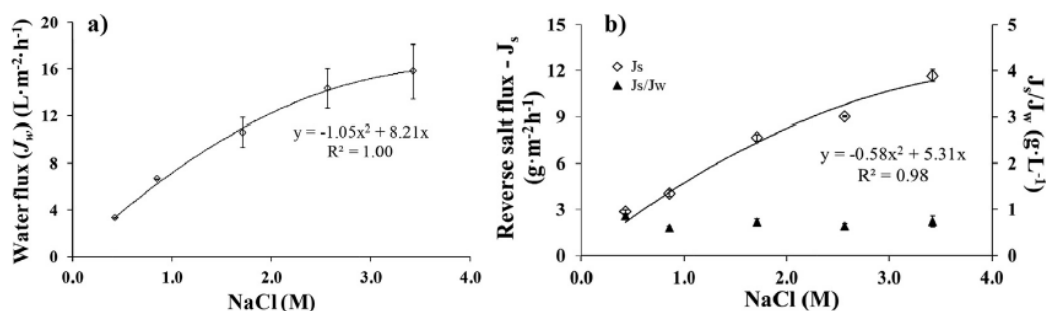 a)
Water flux (Jw) (L·m-2·h-1)
20
16
12
8
4
0
y = -1.05x² + 8.21x
R² = 1.00
0.0 1.0 2.0 3.0 4.0
NaCl (M)
b)
Reverse salt flux - Js
(g·m-2h-1)
15
12
9
6
3
0
Js
Js/Jw
y = -0.58x² + 5.31x
R² = 0.98
0.0 1.0 2.0 3.0 4.0
NaCl (M)
5
4
3
2
1
0
Js/Jw (g·L-1)